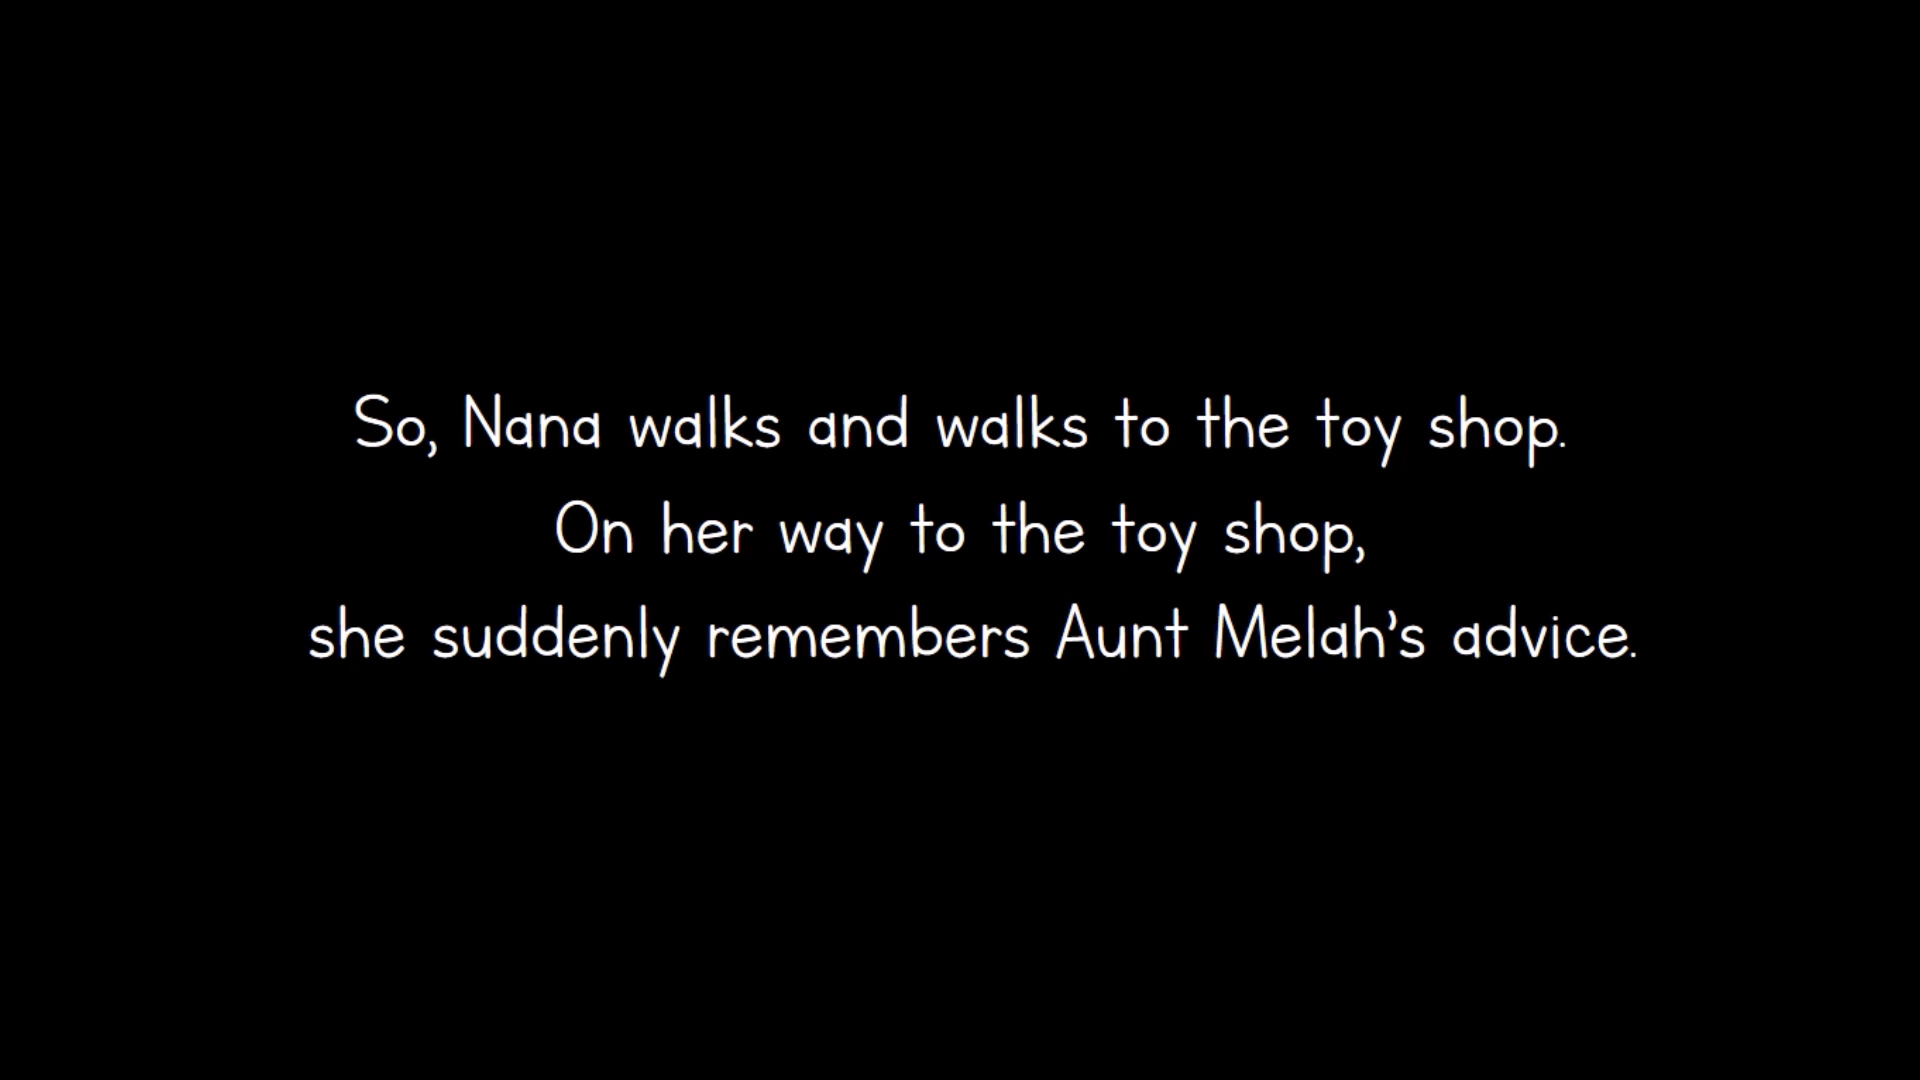 So, Nana walks and walks to the toy shop.
On her way to the toy shop,
she suddenly remembers Aunt Melah's advice.